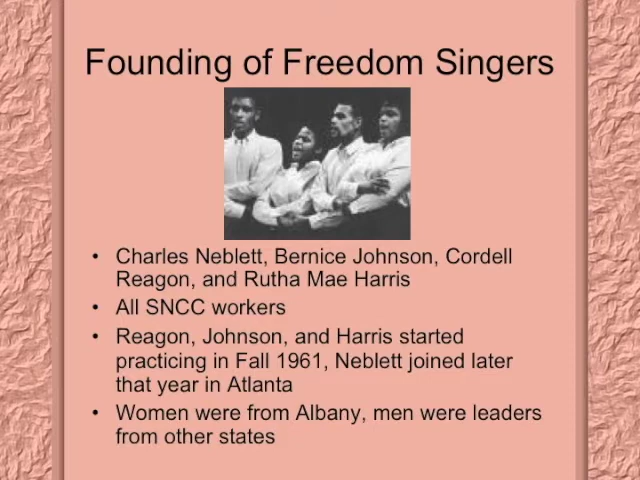 Founding of Freedom Singers
• Charles Neblett, Bernice Johnson, Cordell
Reagon, and Rutha Mae Harris
• All SNCC workers
• Reagon, Johnson, and Harris started
practicing in Fall 1961, Neblett joined later
that year in Atlanta
• Women were from Albany, men were leaders
from other states